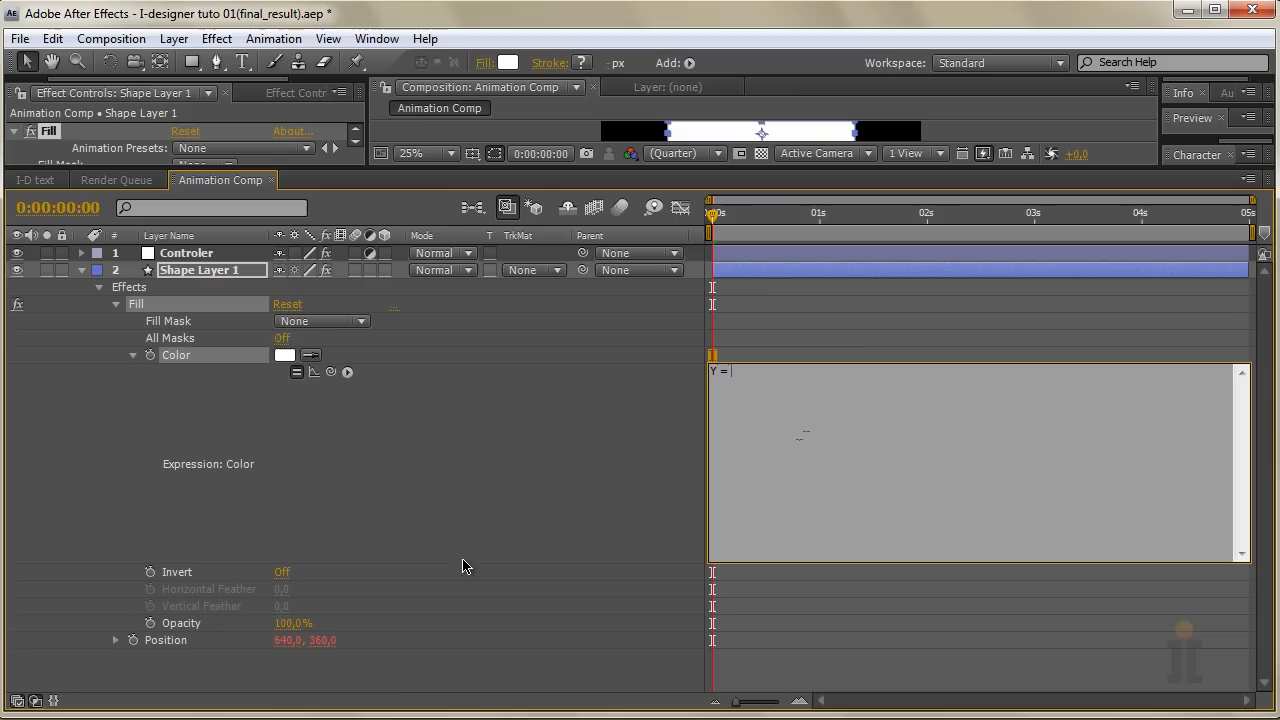 Adobe After Effects - I-designer tuto 01(final_result).aep *
File Edit Composition Layer Effect Animation View Window Help
Fill: Stroke: ? - px Add: Workspace: Standard Search Help
Effect Controls: Shape Layer 1 Effect Contr
Composition: Animation Comp Layer: (none)
Info Au
Animation Comp • Shape Layer 1
Animation Comp
Preview
fx Fill Reset About...
Animation Presets: None
25% 0:00:00:00 (Quarter) Active Camera 1 View +0,0
Character
I-D text Render Queue Animation Comp
0:00:00:00
00s 01s 02s 03s 04s 05s
# Layer Name Mode T TrkMat Parent
1 Controler Normal None
2 Shape Layer 1 Normal None None
Effects
fx Fill Reset ...
Fill Mask None
All Masks Off
Color
Y =
Expression: Color
Invert Off
Horizontal Feather 0,0
Vertical Feather 0,0
Opacity 100,0%
Position 640,0, 360,0